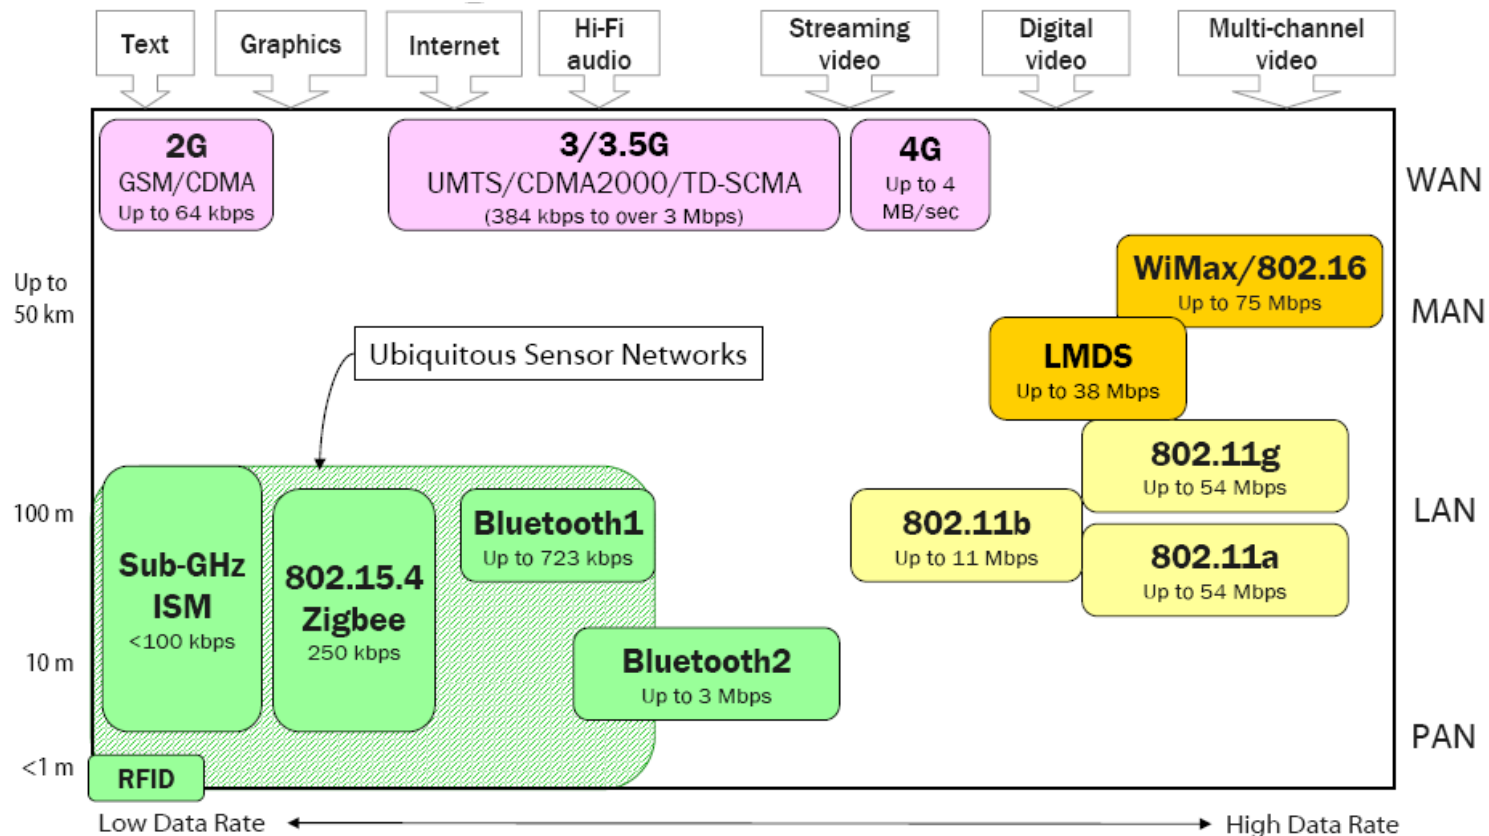 Text
Graphics
Internet
Hi-Fi
audio
Streaming
video
Digital
video
Multi-channel
video
2G
GSM/CDMA
Up to 64 kbps
3/3.5G
UMTS/CDMA2000/TD-SCMA
(384 kbps to over 3 Mbps)
4G
Up to 4
MB/sec
WAN
WiMax/802.16
Up to 75 Mbps
Up to
50 km
MAN
Ubiquitous Sensor Networks
LMDS
Up to 38 Mbps
802.11g
Up to 54 Mbps
100 m
Bluetooth1
Up to 723 kbps
802.11b
Up to 11 Mbps
LAN
Sub-GHz
ISM
<100 kbps
802.15.4
Zigbee
250 kbps
802.11a
Up to 54 Mbps
10 m
Bluetooth2
Up to 3 Mbps
PAN
<1 m
RFID
Low Data Rate
High Data Rate